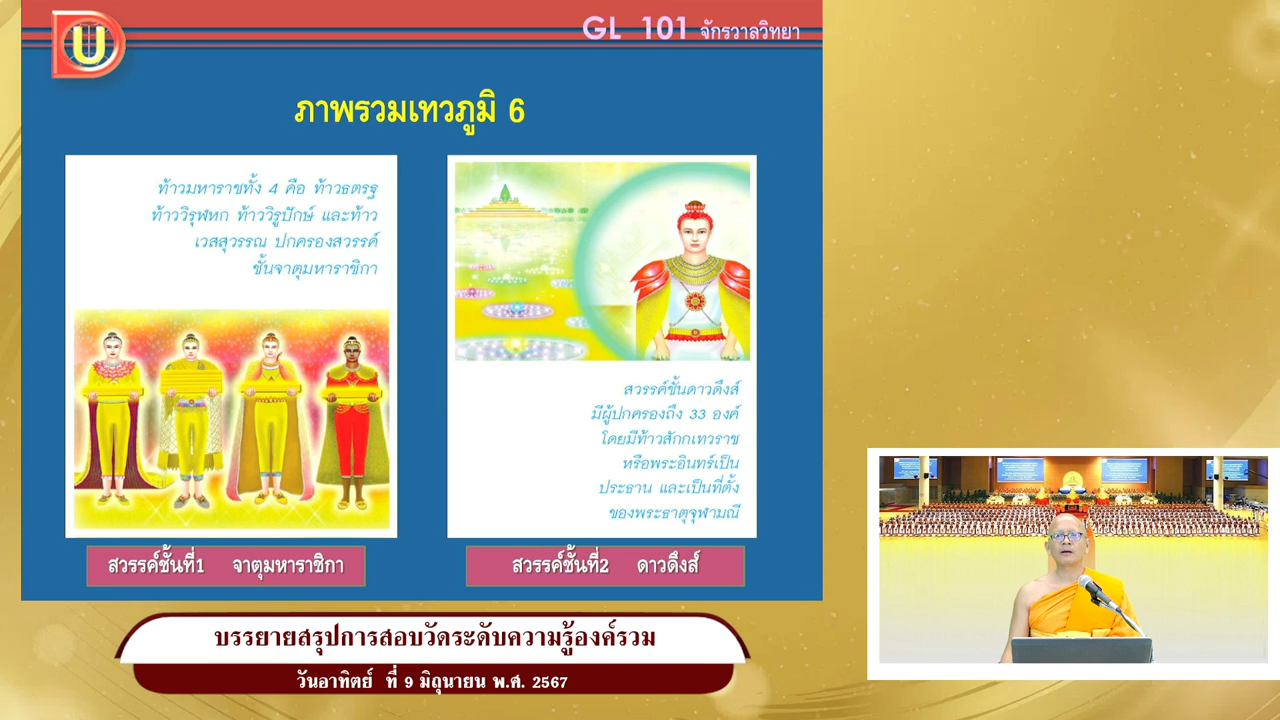 U
GL 101 จักรวาลวิทยา
ภาพรวมเทวภูมิ 6
ท้าวมหาราชทั้ง 4 คือ ท้าวธตรฐ
ท้าววิรุฬหก ท้าววิรูปักษ์ และท้าว
เวสสุวรรณ ปกครองสวรรค์
ชั้นจาตุมหาราชิกา
สวรรค์ชั้นดาวดึงส์
มีผู้ปกครองถึง 33 องค์
โดยมีท้าวสักกเทวราช
หรือพระอินทร์เป็น
ประธาน และเป็นที่ตั้ง
ของพระธาตุจุฬามณี
สวรรค์ชั้นที่1 จาตุมหาราชิกา
สวรรค์ชั้นที่2 ดาวดึงส์
บรรยายสรุปการสอบวัดระดับความรู้องค์รวม
วันอาทิตย์ ที่ 9 มิถุนายน พ.ศ. 2567